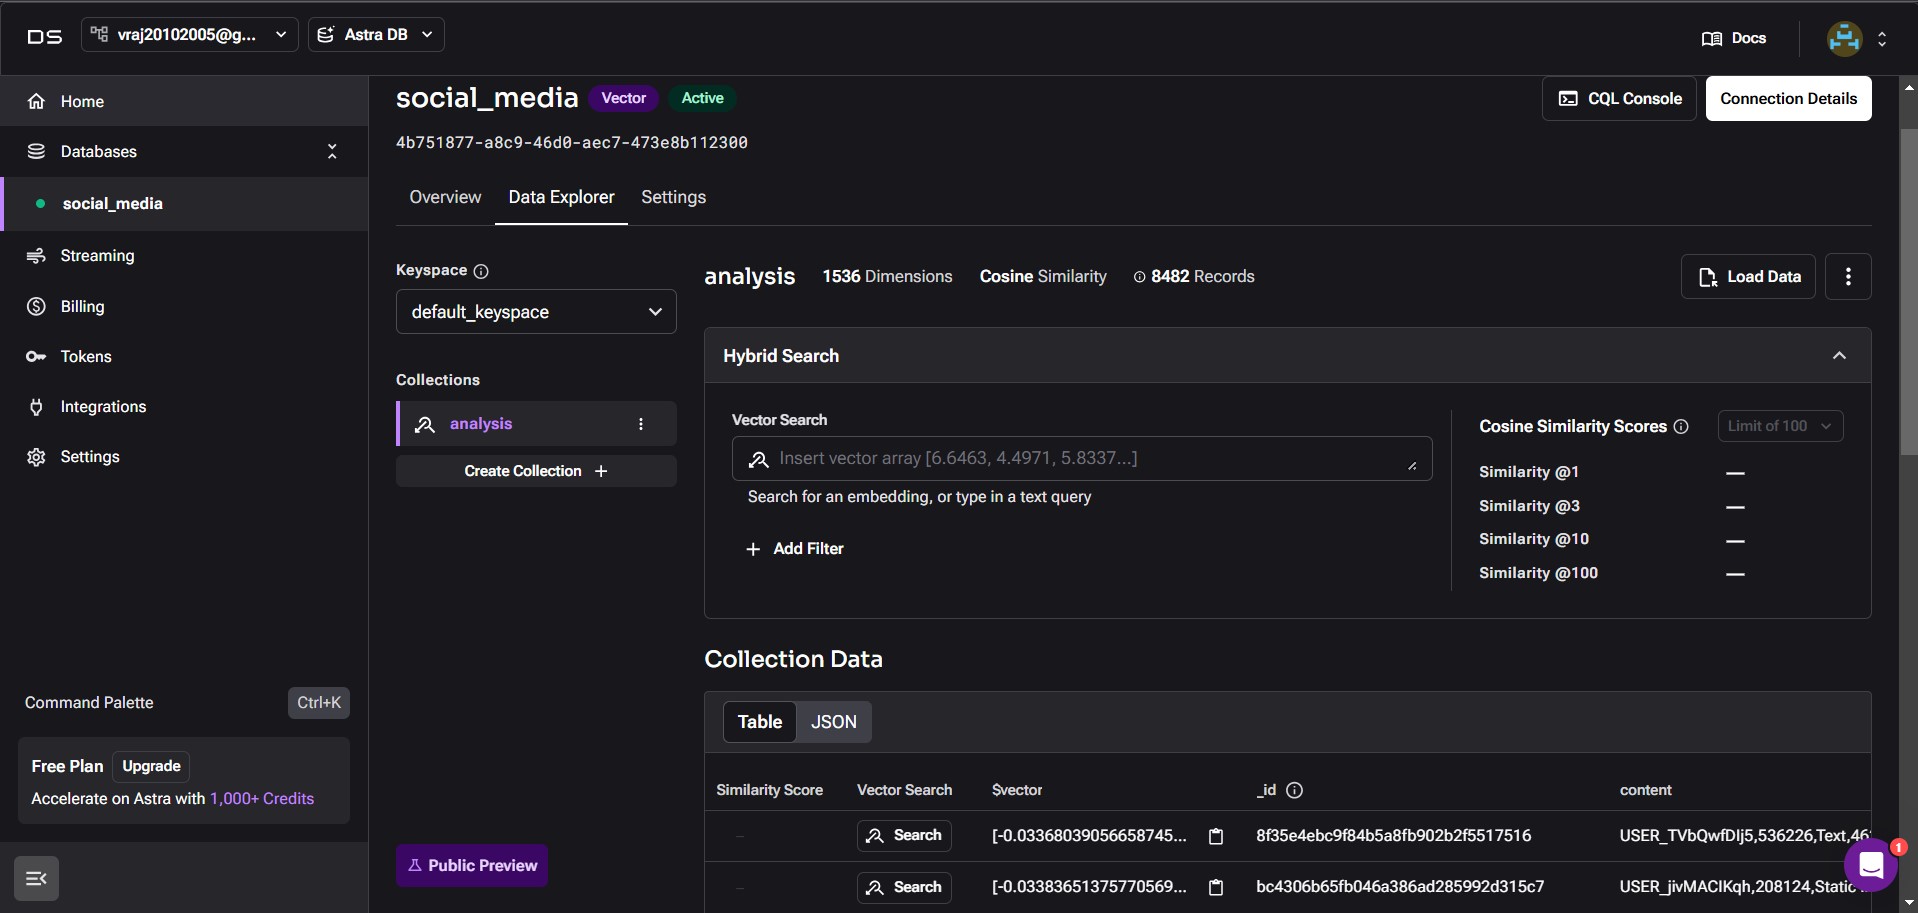 DS vraj20102005@g... Astra DB Docs
Home
Databases
social_media
Streaming
Billing
Tokens
Integrations
Settings
Command Palette Ctrl+K
Free Plan Upgrade
Accelerate on Astra with 1,000+ Credits
social_media Vector Active CQL Console Connection Details
4b751877-a8c9-46d0-aec7-473e8b112300
Overview Data Explorer Settings
Keyspace
default_keyspace
Collections
analysis
Create Collection +
Public Preview
analysis 1536 Dimensions Cosine Similarity 8482 Records Load Data
Hybrid Search
Vector Search
Insert vector array [6.6463, 4.4971, 5.8337...]
Search for an embedding, or type in a text query
+ Add Filter
Cosine Similarity Scores Limit of 100
Similarity @1 —
Similarity @3 —
Similarity @10 —
Similarity @100 —
Collection Data
Table JSON
Similarity Score Vector Search $vector _id content
– Search [-0.03368039056658745... 8f35e4ebc9f84b5a8fb902b2f5517516 USER_TVbQwfDIj5,536226,Text,46
– Search [-0.03383651375770569... bc4306b65fb046a386ad285992d315c7 USER_jivMACIKqh,208124,Static
1